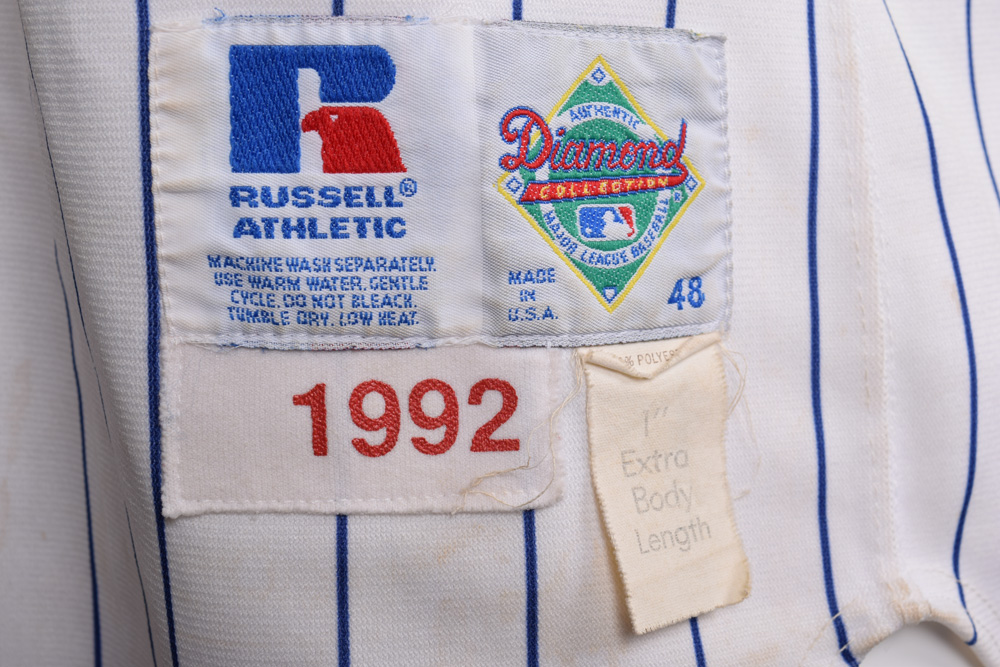 RUSSELL®
ATHLETIC
MACHINE WASH SEPARATELY.
USE WARM WATER, GENTLE
CYCLE. DO NOT BLEACH.
TUMBLE DRY. LOW HEAT.
AUTHENTIC
Diamond
COLLECTION
®
MAJOR LEAGUE BASEBALL
MADE
IN
U.S.A.
48
1992
1"
Extra
Body
Length